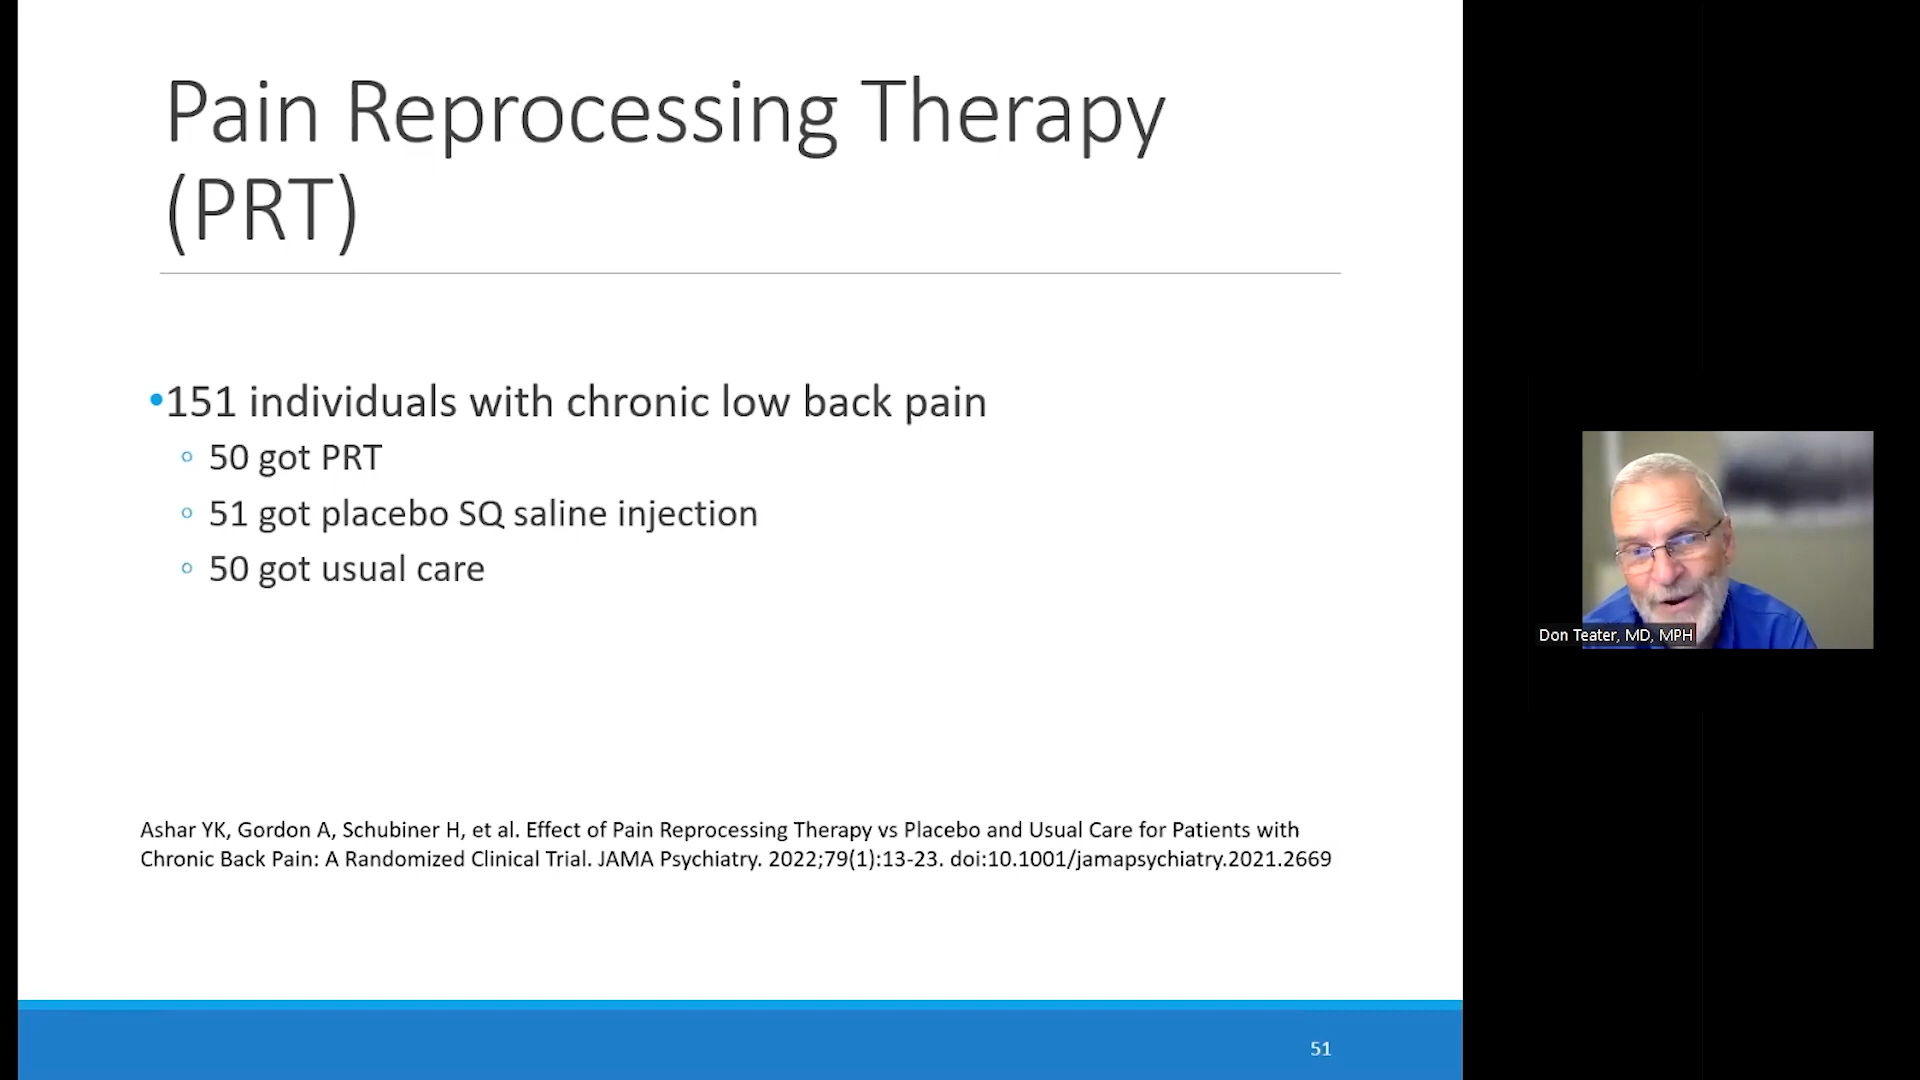 Pain Reprocessing Therapy
(PRT)
•151 individuals with chronic low back pain
◦ 50 got PRT
◦ 51 got placebo SQ saline injection
◦ 50 got usual care
Ashar YK, Gordon A, Schubiner H, et al. Effect of Pain Reprocessing Therapy vs Placebo and Usual Care for Patients with
Chronic Back Pain: A Randomized Clinical Trial. JAMA Psychiatry. 2022;79(1):13-23. doi:10.1001/jamapsychiatry.2021.2669
51
Don Teater, MD, MPH